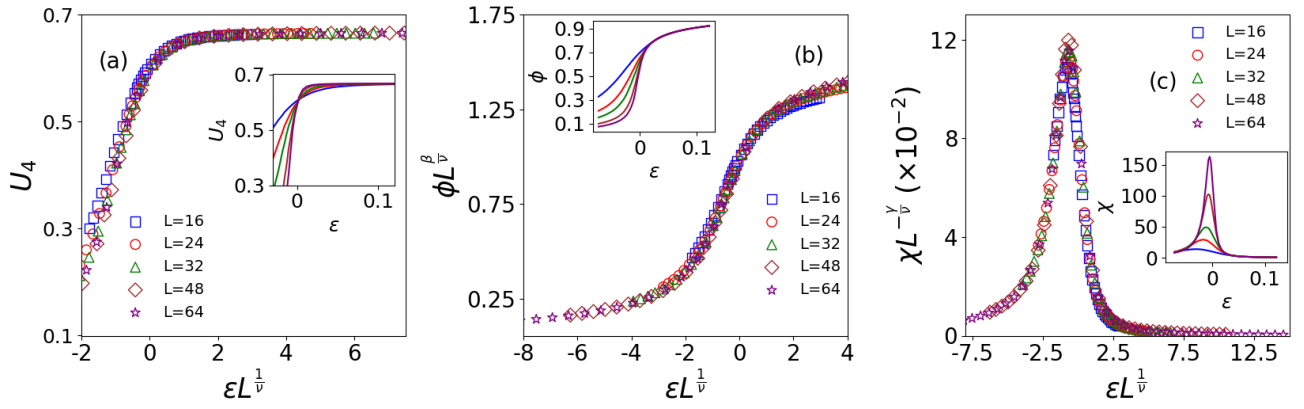 (a)
U₄
0.7
0.5
0.3
0.1
-2 0 2 4 6
εL^{1/ν}
L=16
L=24
L=32
L=48
L=64
U₄
0.7
0.5
0.3
0 0.1
ε
(b)
ϕL^{β/ν}
1.75
1.25
0.75
0.25
-8 -6 -4 -2 0 2 4
εL^{1/ν}
L=16
L=24
L=32
L=48
L=64
ϕ
0.9
0.7
0.5
0.3
0.1
0 0.1
ε
(c)
χL^{-γ/ν} (×10⁻²)
12
8
4
0
-7.5 -2.5 2.5 7.5 12.5
εL^{1/ν}
L=16
L=24
L=32
L=48
L=64
χ
150
100
50
0
0 0.1
ε